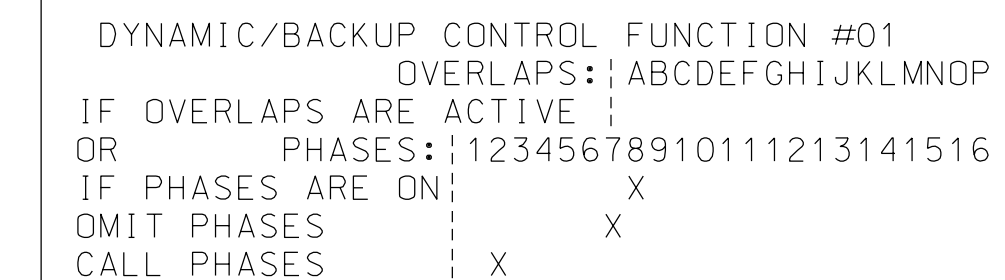 DYNAMIC/BACKUP CONTROL FUNCTION #01
OVERLAPS:¦ABCDEFGHIJKLMNOP
IF OVERLAPS ARE ACTIVE ¦
OR PHASES:¦12345678910111213141516
IF PHASES ARE ON¦ X
OMIT PHASES ¦ X
CALL PHASES ¦ X